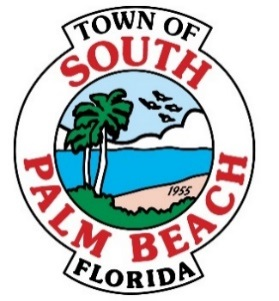 TOWN OF
SOUTH
PALM BEACH
1955
FLORIDA